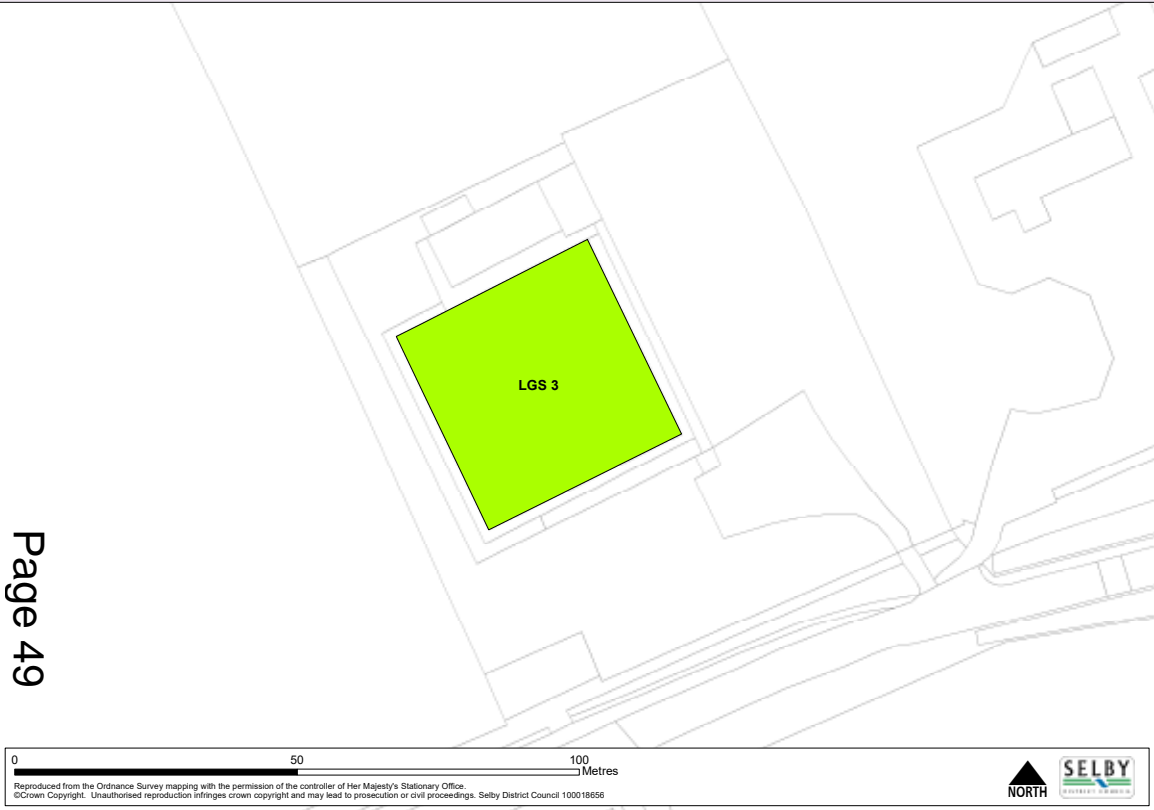 LGS 3
Page 49
0 50 100
Metres
Reproduced from the Ordnance Survey mapping with the permission of the controller of Her Majesty's Stationary Office.
©Crown Copyright. Unauthorised reproduction infringes crown copyright and may lead to prosecution or civil proceedings. Selby District Council 100018656
NORTH
SELBY
DISTRICT COUNCIL